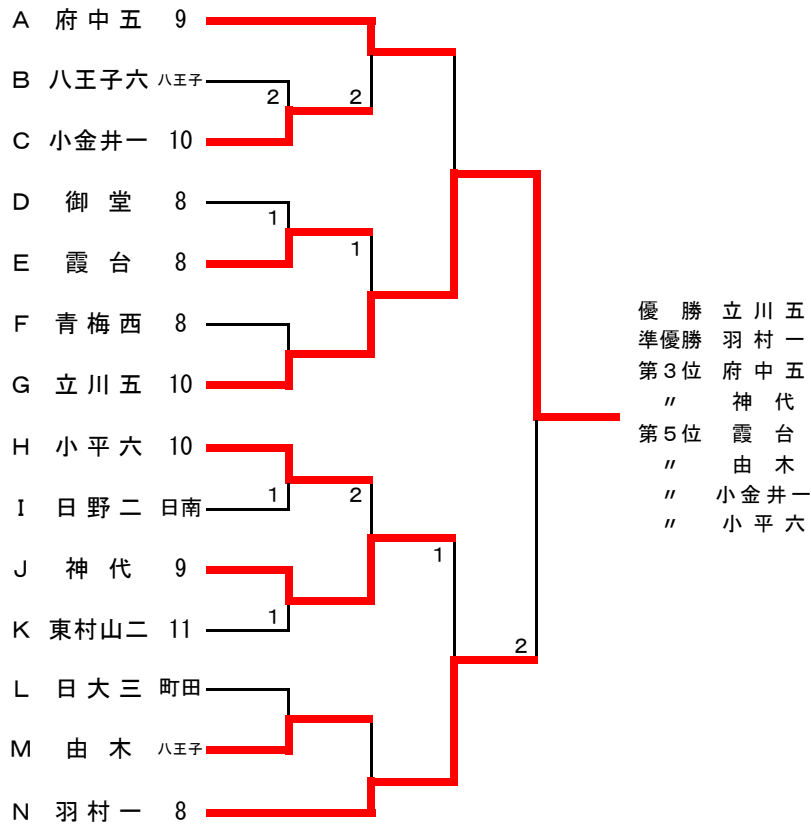 A 府中五 9
B 八王子六 八王子
2 2
C 小金井一 10
D 御堂 8
1
1
E 霞台 8
F 青梅西 8
G 立川五 10
H 小平六 10
1 2
I 日野二 日南
J 神代 9
1
1
K 東村山二 11
2
L 日大三 町田
M 由木 八王子
N 羽村一 8
優勝 立川五
準優勝 羽村一
第3位 府中五
〃 神代
第5位 霞台
〃 由木
〃 小金井一
〃 小平六